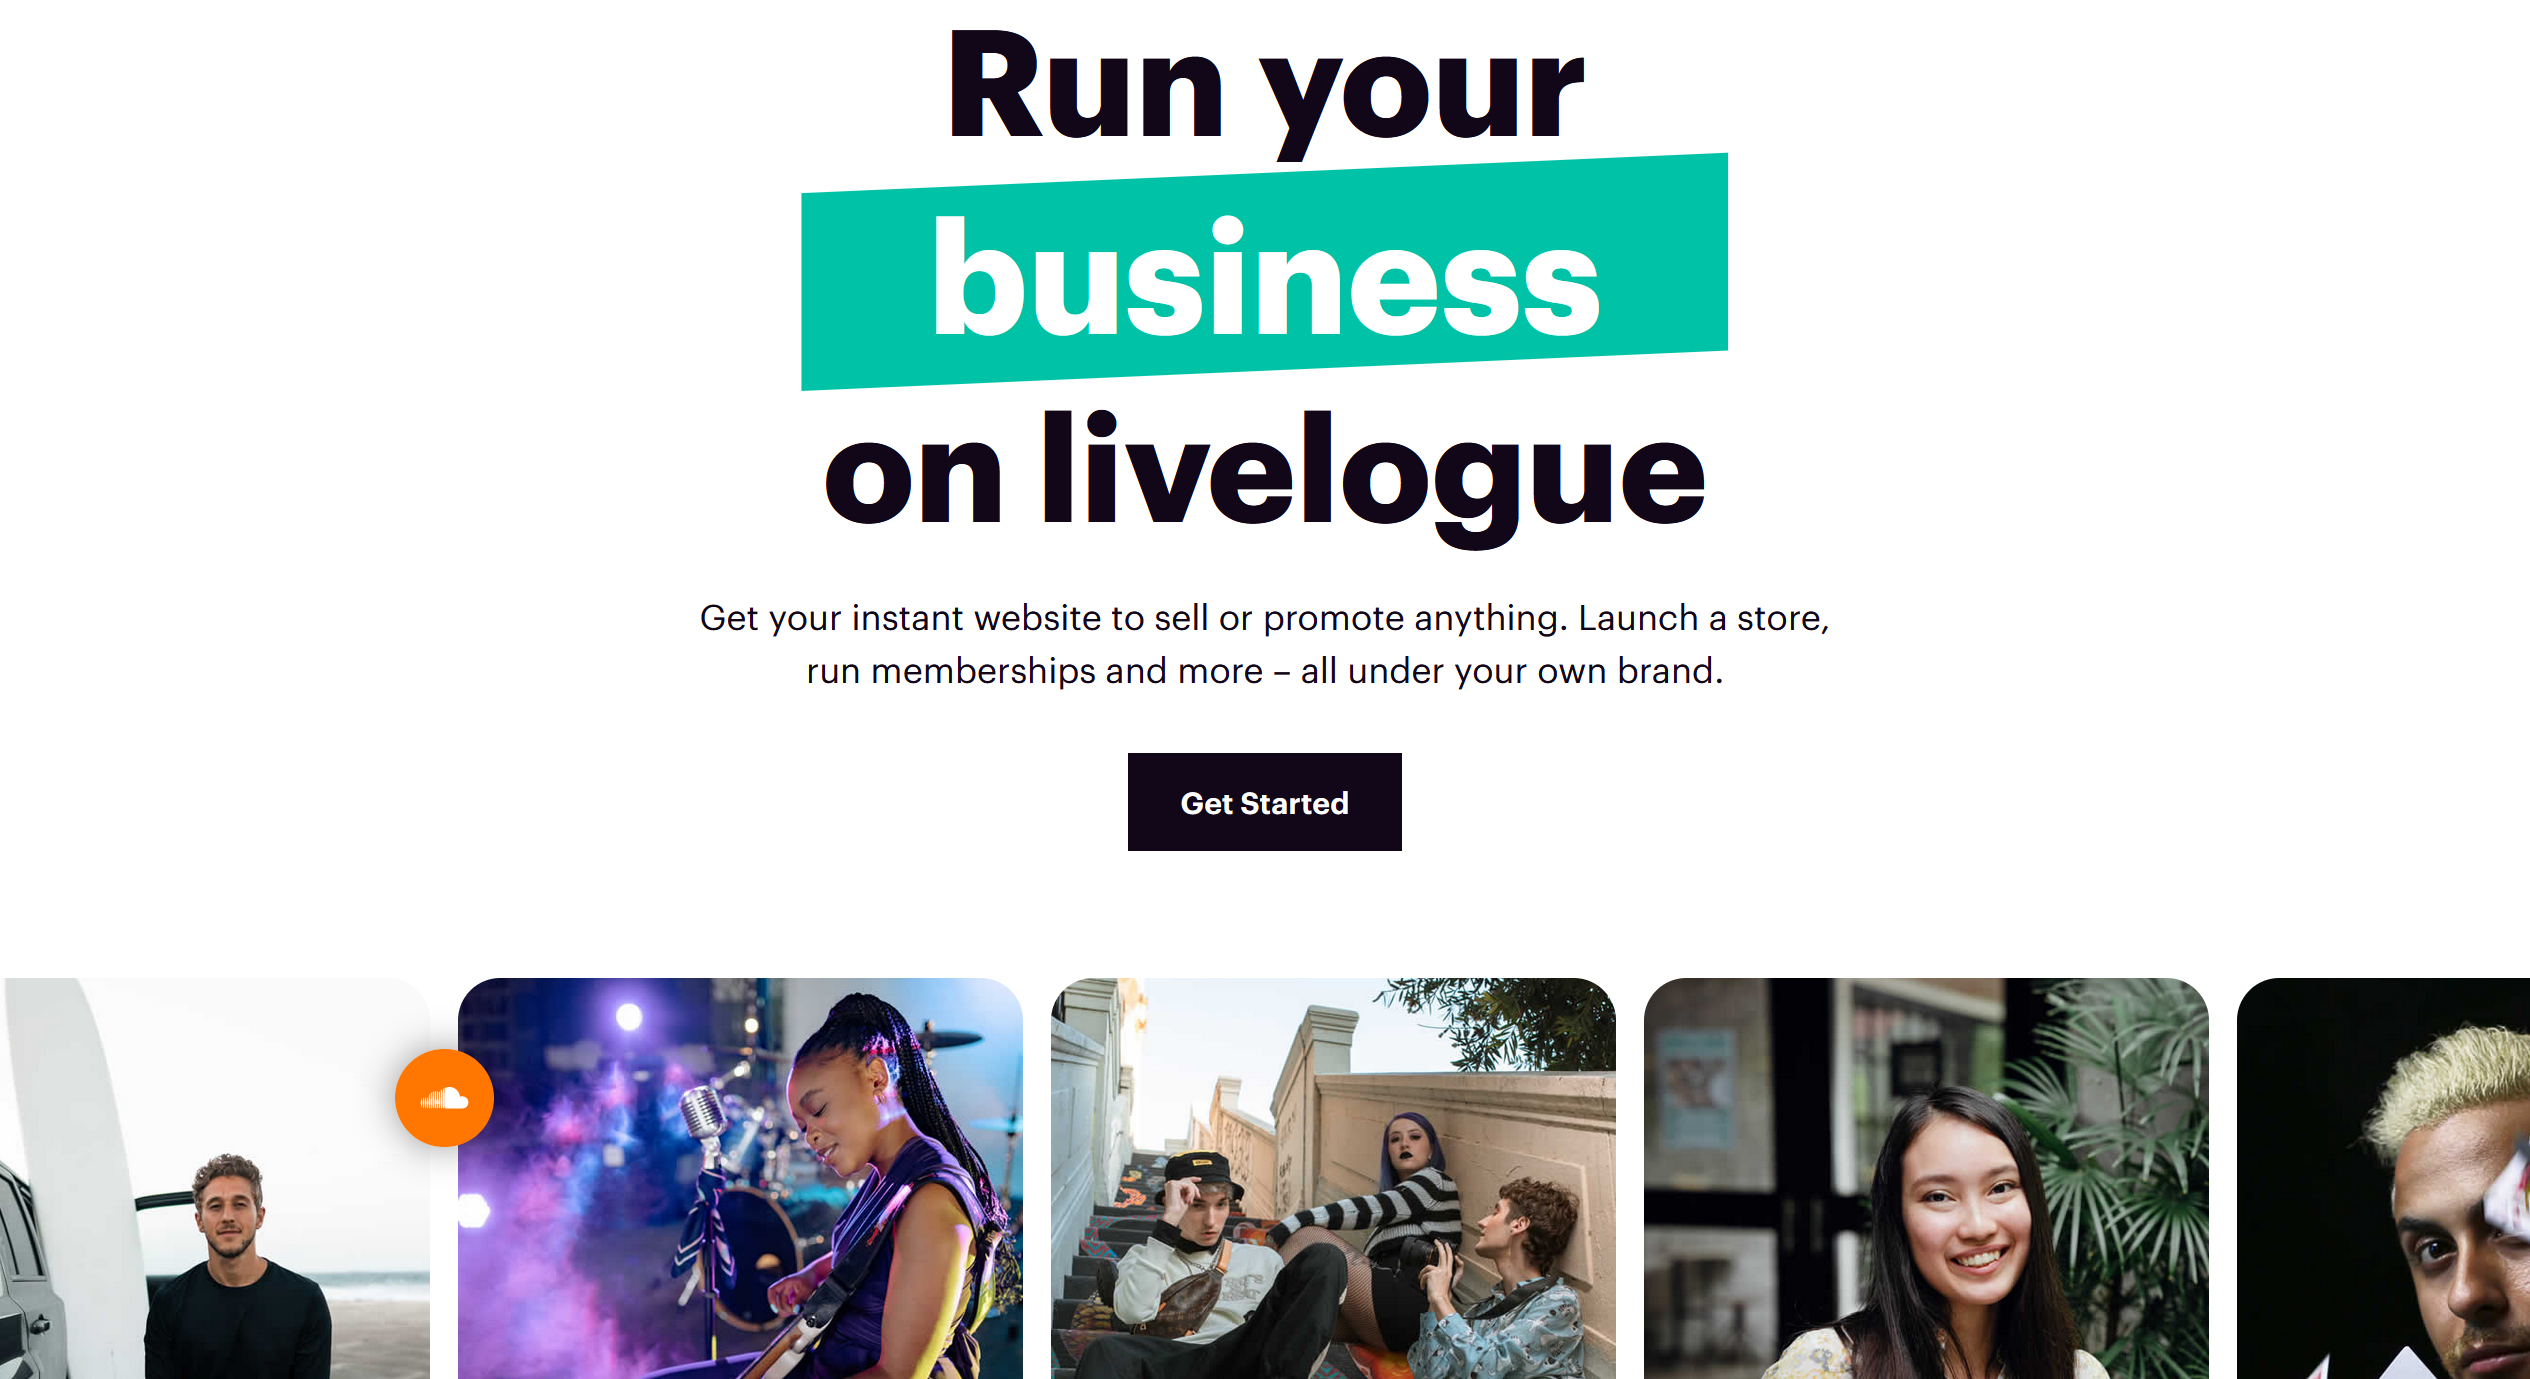 Run your
business
on livelogue
Get your instant website to sell or promote anything. Launch a store,
run memberships and more – all under your own brand.
Get Started